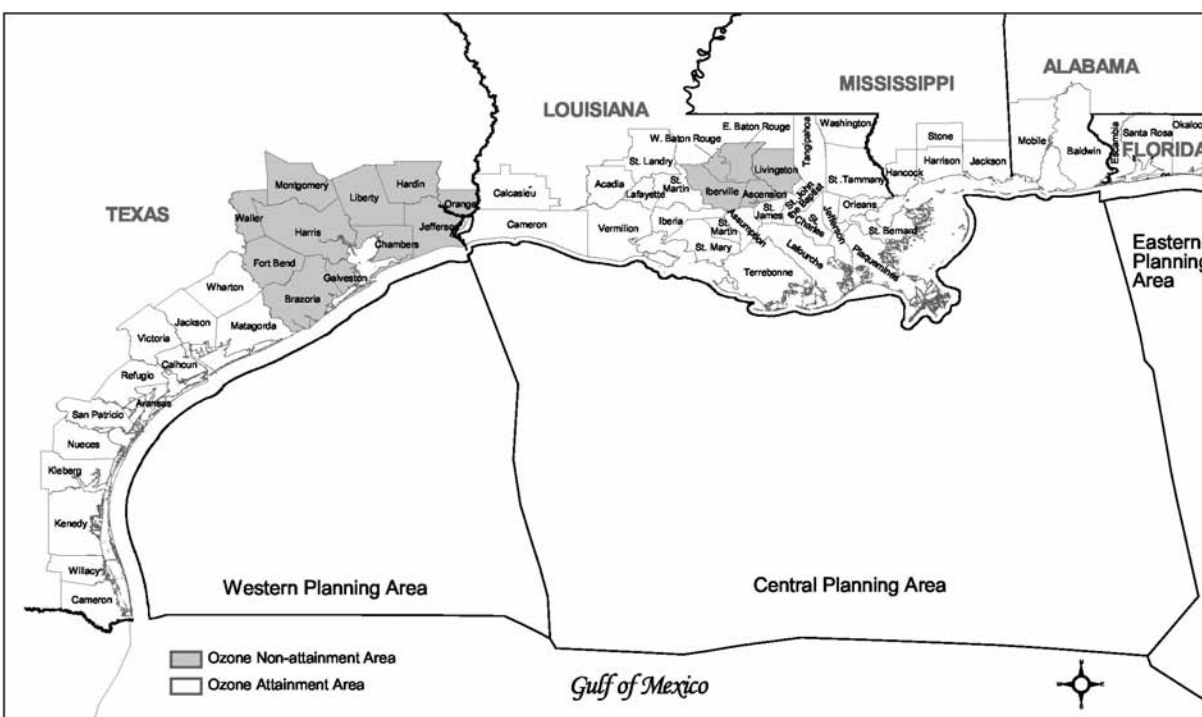 TEXAS
LOUISIANA
MISSISSIPPI
ALABAMA
FLORIDA
Montgomery
Hardin
Liberty
Orange
Waller
Harris
Jefferson
Chambers
Fort Bend
Galveston
Brazoria
Wharton
Jackson
Matagorda
Victoria
Calhoun
Refugio
Aransas
San Patricio
Nueces
Kleberg
Kenedy
Willacy
Cameron
Calcasieu
Cameron
Acadia
St. Landry
Lafayette
St.
Martin
Vermilion
Iberia
St.
Martin
St. Mary
W. Baton Rouge
E. Baton Rouge
Iberville
Livingston
Ascension
Assumption
St.
James
St. John
the Baptist
St.
Charles
Tangipahoa
Washington
St. Tammany
Orleans
Jefferson
St. Bernard
Plaquemines
Lafourche
Terrebonne
Hancock
Stone
Harrison
Jackson
Mobile
Baldwin
Escambia
Santa Rosa
Okaloo
Western Planning Area
Central Planning Area
Eastern
Planning
Area
Ozone Non-attainment Area
Ozone Attainment Area
Gulf of Mexico